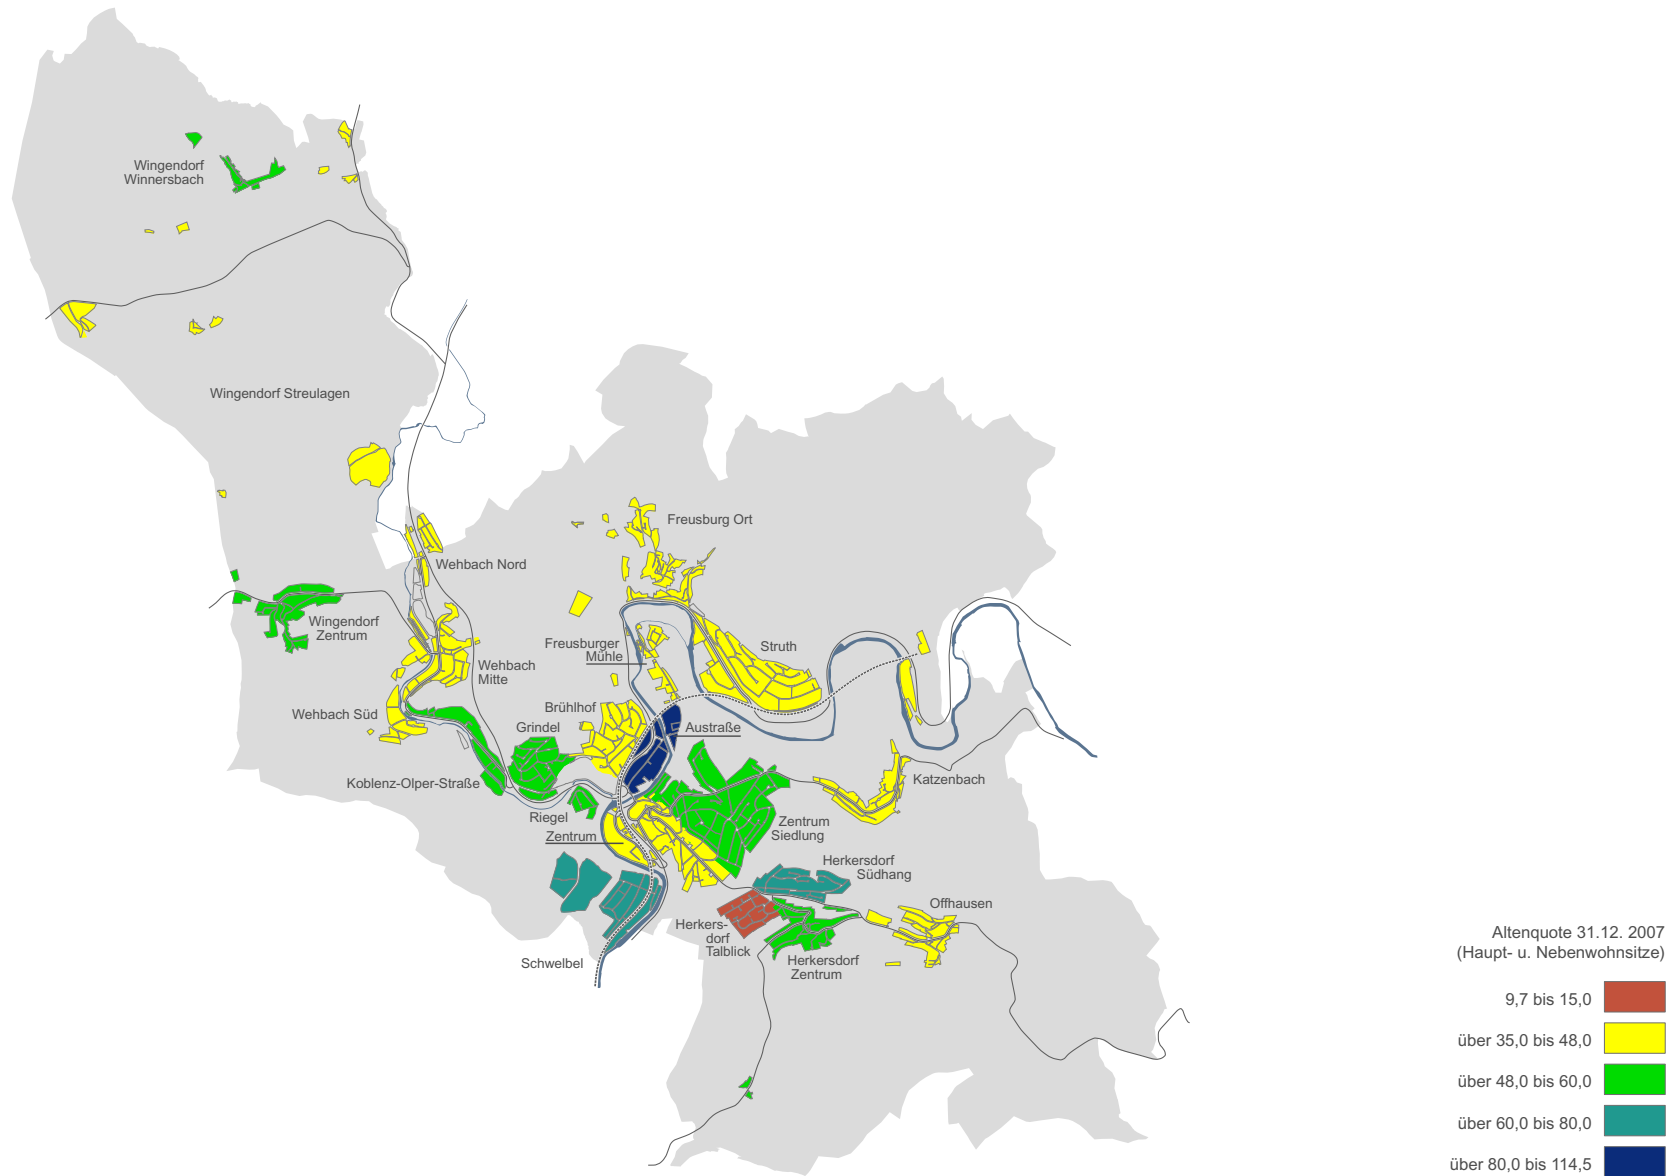 Wingendorf
Winnersbach
Wingendorf Streulagen
Freusburg Ort
Wehbach Nord
Wingendorf
Zentrum
Freusburger
Mühle
Struth
Wehbach
Mitte
Wehbach Süd
Brühlhof
Grindel
Austraße
Koblenz-Olper-Straße
Katzenbach
Riegel
Zentrum
Zentrum
Siedlung
Herkersdorf
Südhang
Offhausen
Herkers-
dorf
Talblick
Schwelbel
Herkersdorf
Zentrum
Altenquote 31.12. 2007
(Haupt- u. Nebenwohnsitze)
9,7 bis 15,0
über 35,0 bis 48,0
über 48,0 bis 60,0
über 60,0 bis 80,0
über 80,0 bis 114,5